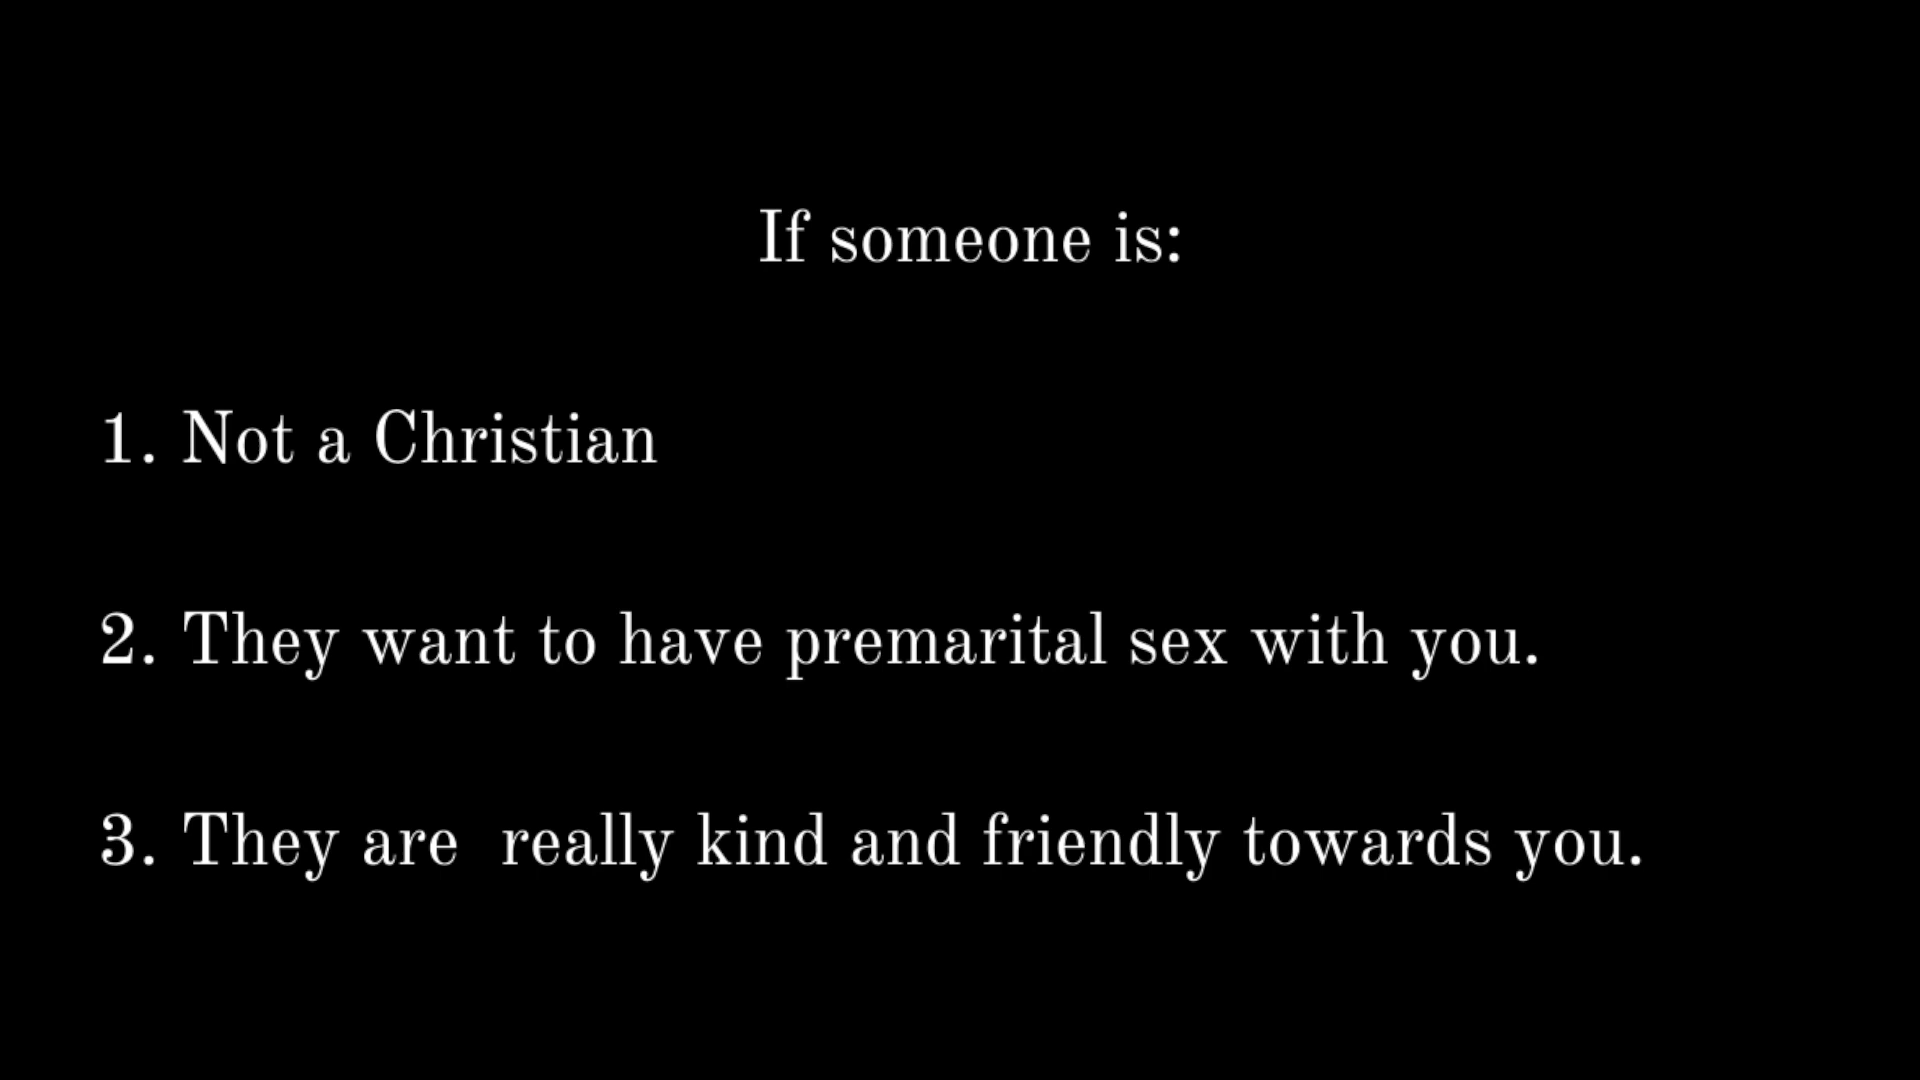 If someone is:
1. Not a Christian
2. They want to have premarital sex with you.
3. They are  really kind and friendly towards you.